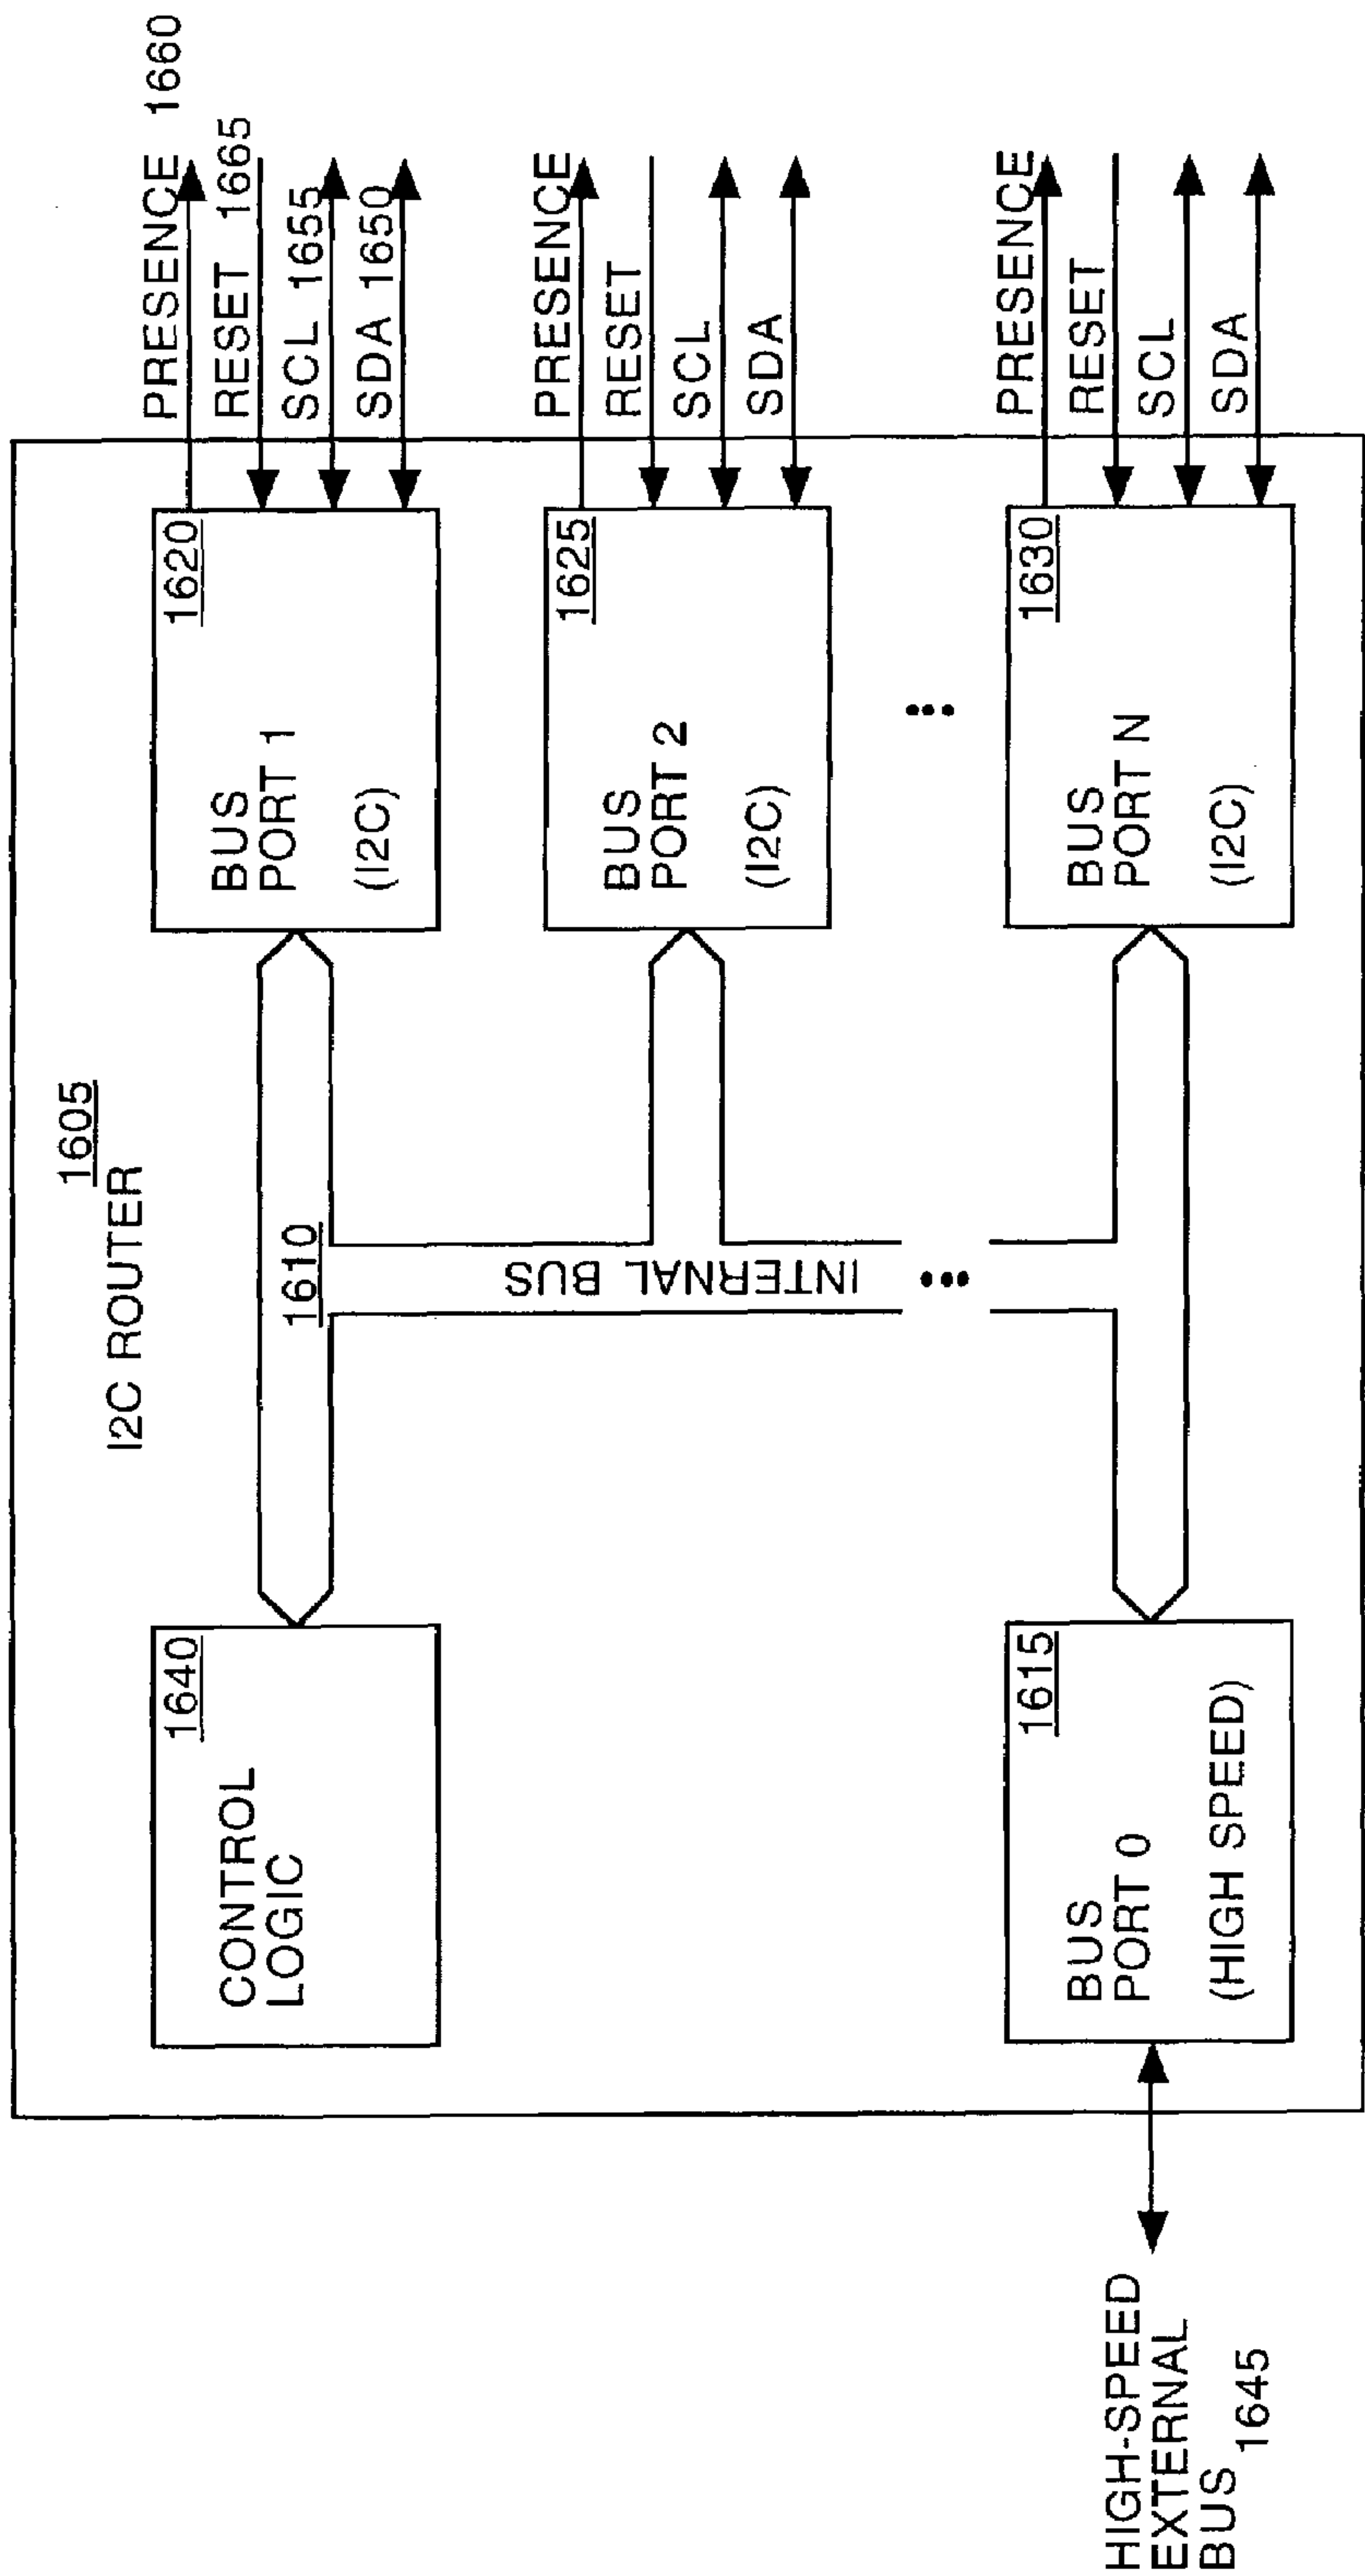 1605
I2C ROUTER
1640
CONTROL
LOGIC
1610
INTERNAL BUS
1620
BUS
PORT 1
(I2C)
PRESENCE 1660
RESET 1665
SCL 1655
SDA 1650
1625
BUS
PORT 2
(I2C)
PRESENCE
RESET
SCL
SDA
HIGH-SPEED
EXTERNAL
BUS 1645
1615
BUS
PORT 0
(HIGH SPEED)
1630
BUS
PORT N
(I2C)
PRESENCE
RESET
SCL
SDA